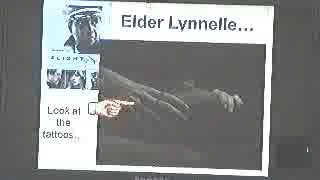 Elder Lynnelle...
FLIGHT
Look at
the
tattoos...